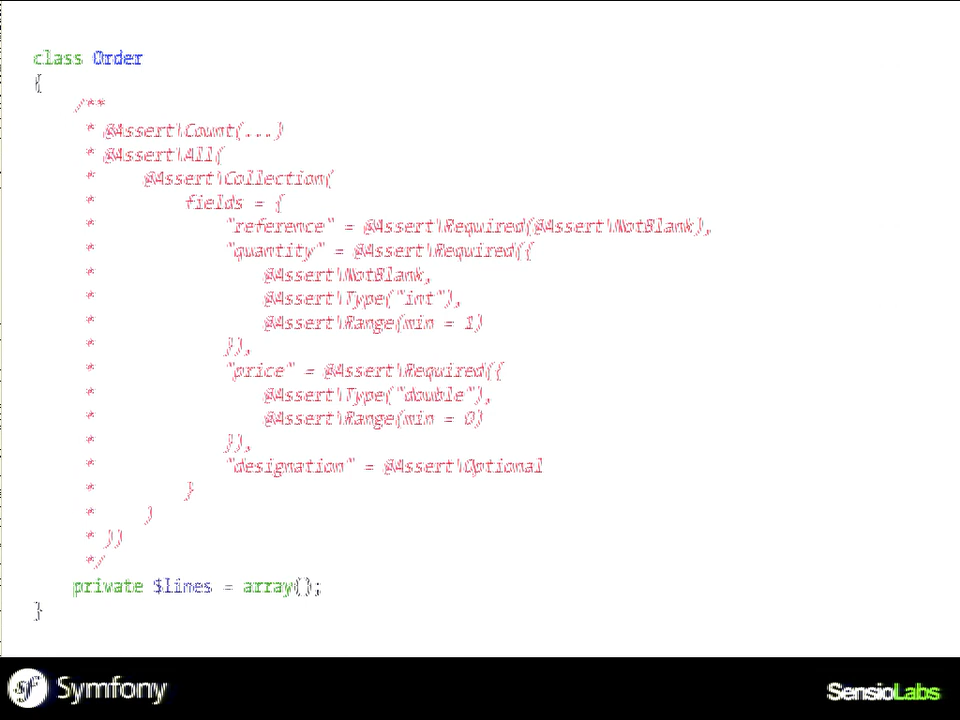 class Order
{
    /**
     * @Assert\Count(...)
     * @Assert\All(
     *     @Assert\Collection(
     *         fields = {
     *             "reference" = @Assert\Required(@Assert\NotBlank),
     *             "quantity" = @Assert\Required({
     *                 @Assert\NotBlank,
     *                 @Assert\Type("int"),
     *                 @Assert\Range(min = 1)
     *             }),
     *             "price" = @Assert\Required({
     *                 @Assert\Type("double"),
     *                 @Assert\Range(min = 0)
     *             }),
     *             "designation" = @Assert\Optional
     *         }
     *     )
     * })
     */
    private $lines = array();
}
sf Symfony
SensioLabs